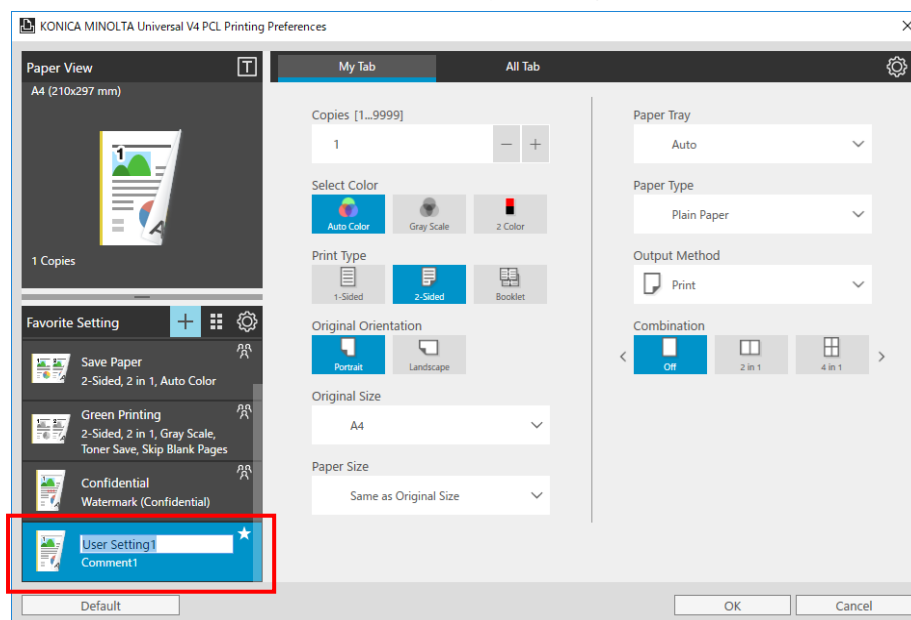 KONICA MINOLTA Universal V4 PCL Printing Preferences
Paper View
T
A4 (210x297 mm)
1
A
1 Copies
Favorite Setting
Save Paper
2-Sided, 2 in 1, Auto Color
Green Printing
2-Sided, 2 in 1, Gray Scale,
Toner Save, Skip Blank Pages
Confidential
Watermark (Confidential)
User Setting1
Comment1
Default
My Tab
All Tab
Copies [1...9999]
1
Select Color
Auto Color
Gray Scale
2 Color
Print Type
1-Sided
2-Sided
Booklet
Original Orientation
Portrait
Landscape
Original Size
A4
Paper Size
Same as Original Size
Paper Tray
Auto
Paper Type
Plain Paper
Output Method
Print
Combination
Off
2 in 1
4 in 1
OK
Cancel